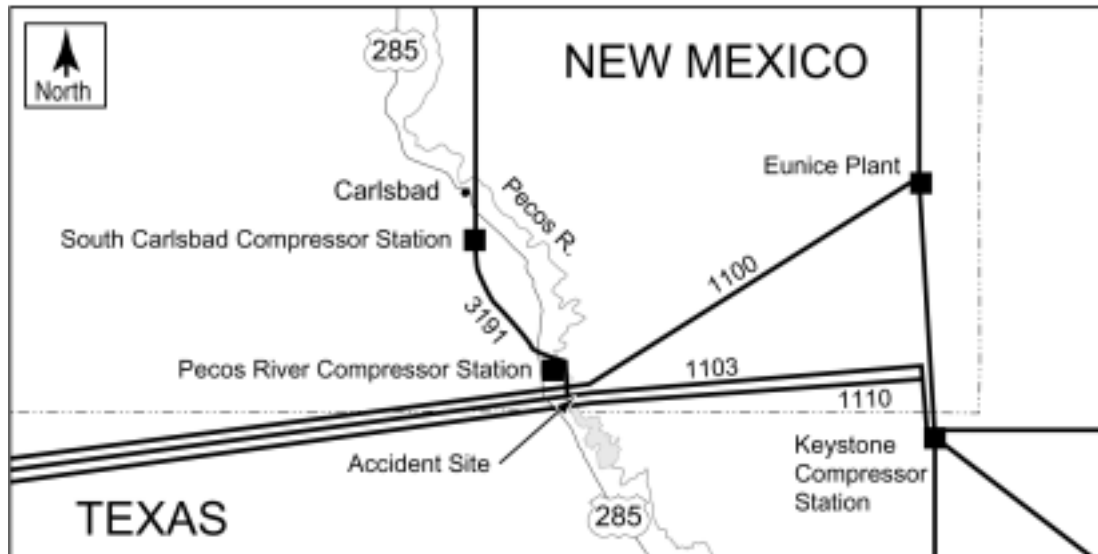 285
NEW MEXICO
North
Eunice Plant
Carlsbad
Pecos R.
South Carlsbad Compressor Station
1100
3191
Pecos River Compressor Station
1103
1110
Accident Site
Keystone
Compressor
Station
TEXAS
285